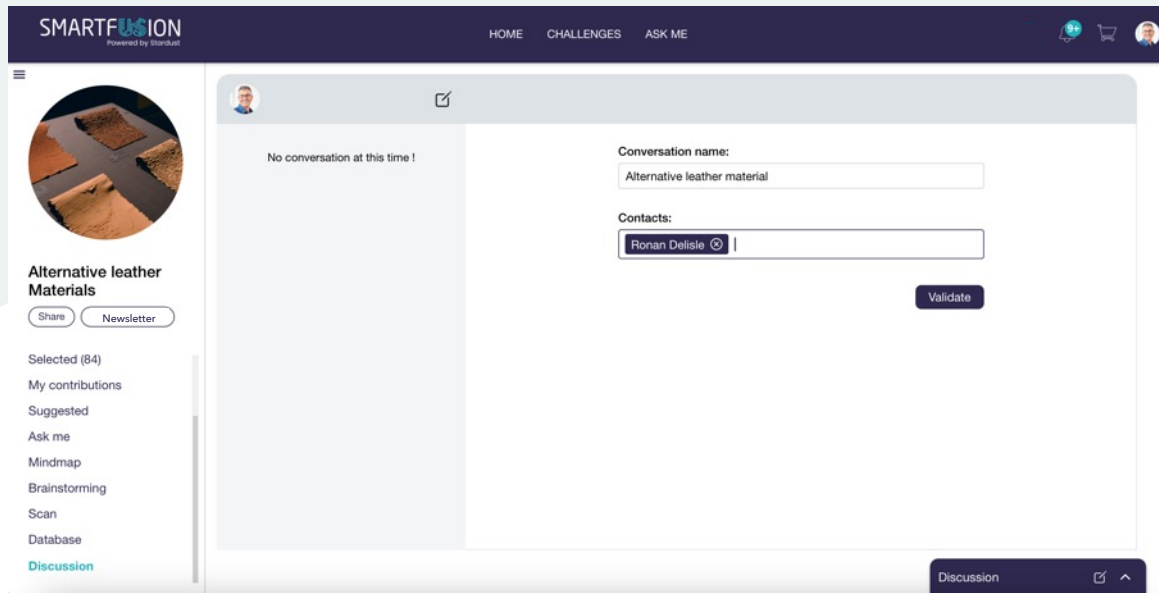 SMARTFUSION
Powered by Stardust
HOME CHALLENGES ASK ME
9+
No conversation at this time !
Conversation name:
Alternative leather material
Contacts:
Ronan Delisle
Validate
Alternative leather
Materials
Share Newsletter
Selected (84)
My contributions
Suggested
Ask me
Mindmap
Brainstorming
Scan
Database
Discussion
Discussion